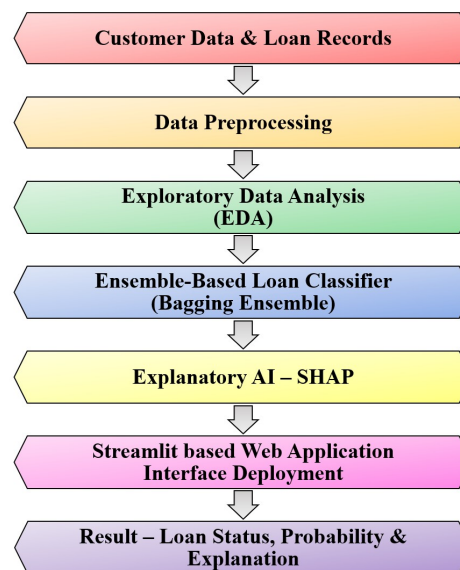 Customer Data & Loan Records
Data Preprocessing
Exploratory Data Analysis
(EDA)
Ensemble-Based Loan Classifier
(Bagging Ensemble)
Explanatory AI – SHAP
Streamlit based Web Application
Interface Deployment
Result – Loan Status, Probability &
Explanation